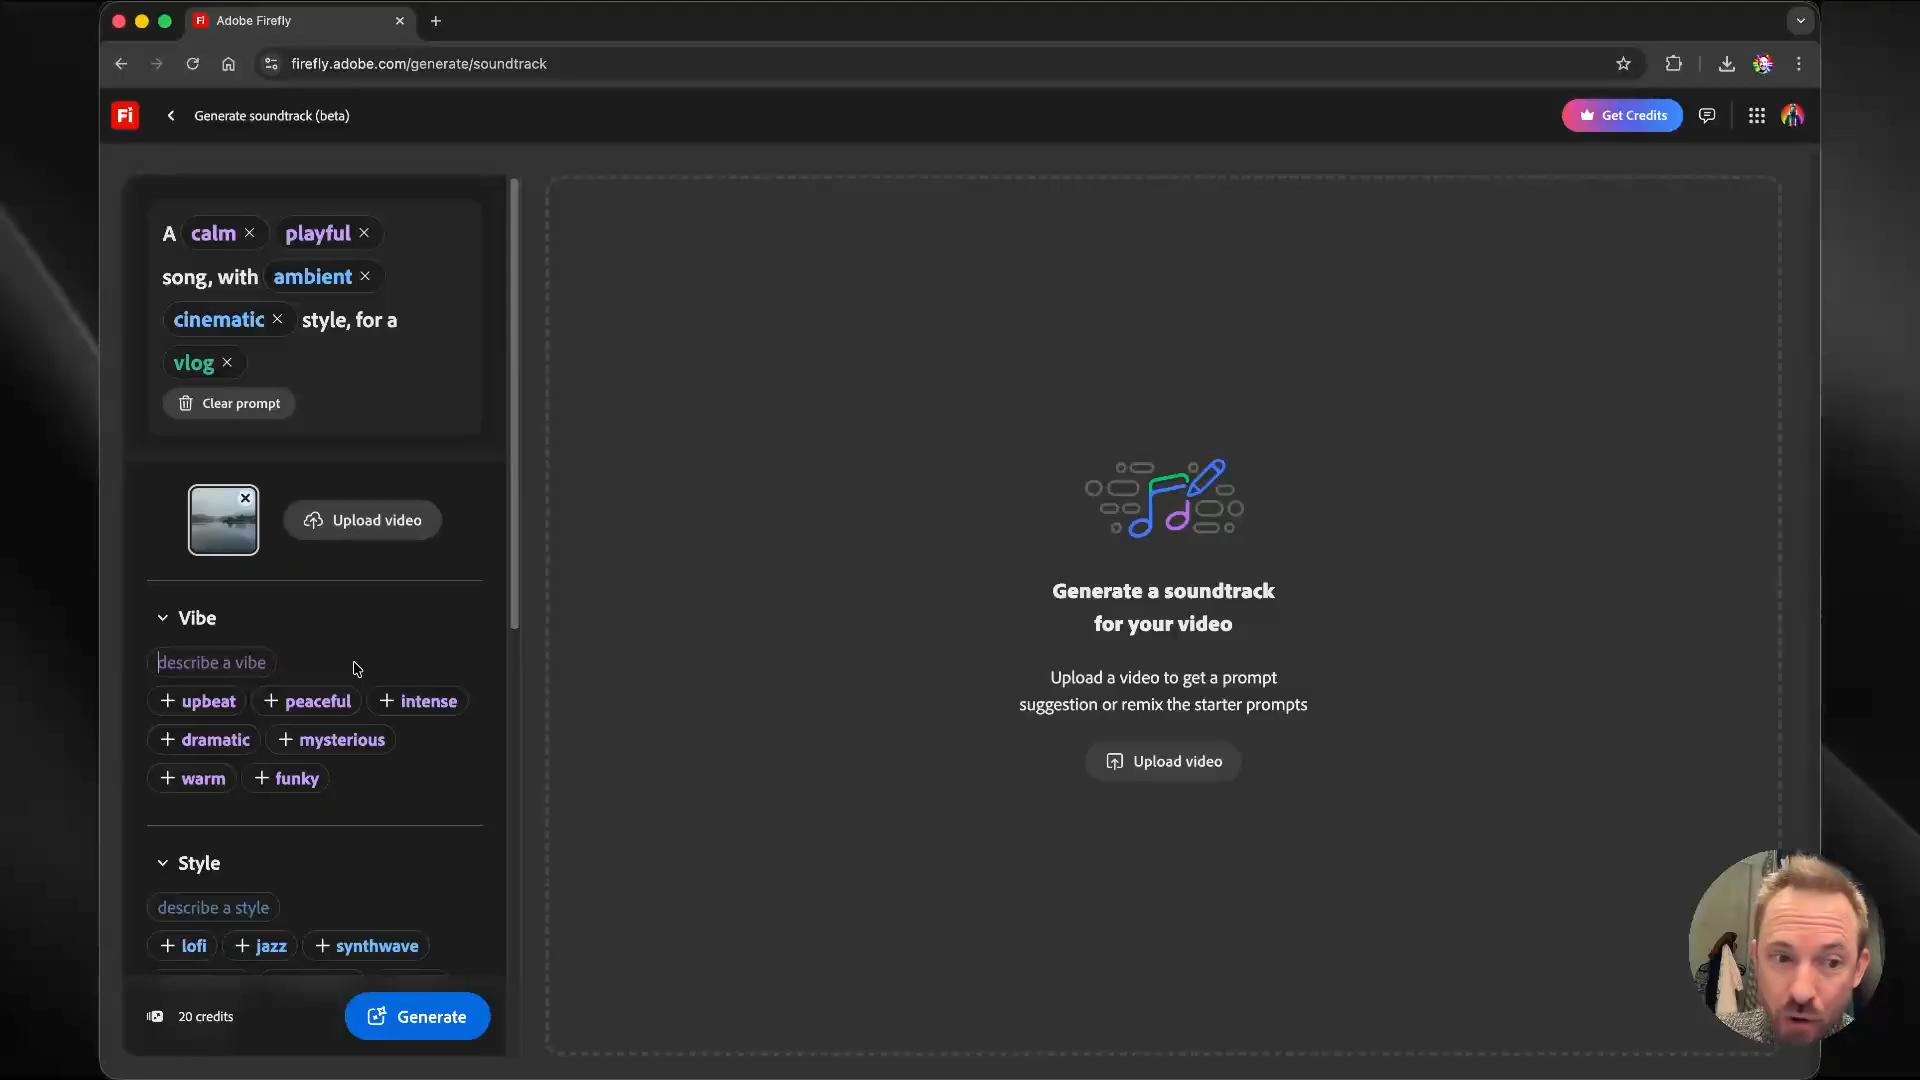 Fi Adobe Firefly
firefly.adobe.com/generate/soundtrack
Fi Generate soundtrack (beta) Get Credits
A calm playful
song, with ambient
cinematic style, for a
vlog
Clear prompt
Upload video
Vibe
describe a vibe
+ upbeat + peaceful + intense
+ dramatic + mysterious
+ warm + funky
Style
describe a style
+ lofi + jazz + synthwave
20 credits Generate
Generate a soundtrack
for your video
Upload a video to get a prompt
suggestion or remix the starter prompts
Upload video